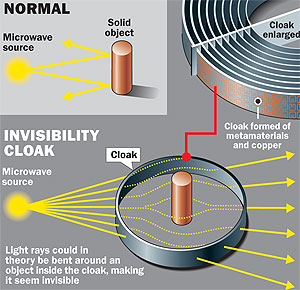 NORMAL
Microwave
source
Solid
object
Cloak
enlarged
Cloak formed of
metamaterials
and copper
INVISIBILITY
CLOAK
Cloak
Microwave
source
Light rays could in
theory be bent around an
object inside the cloak, making
it seem invisible